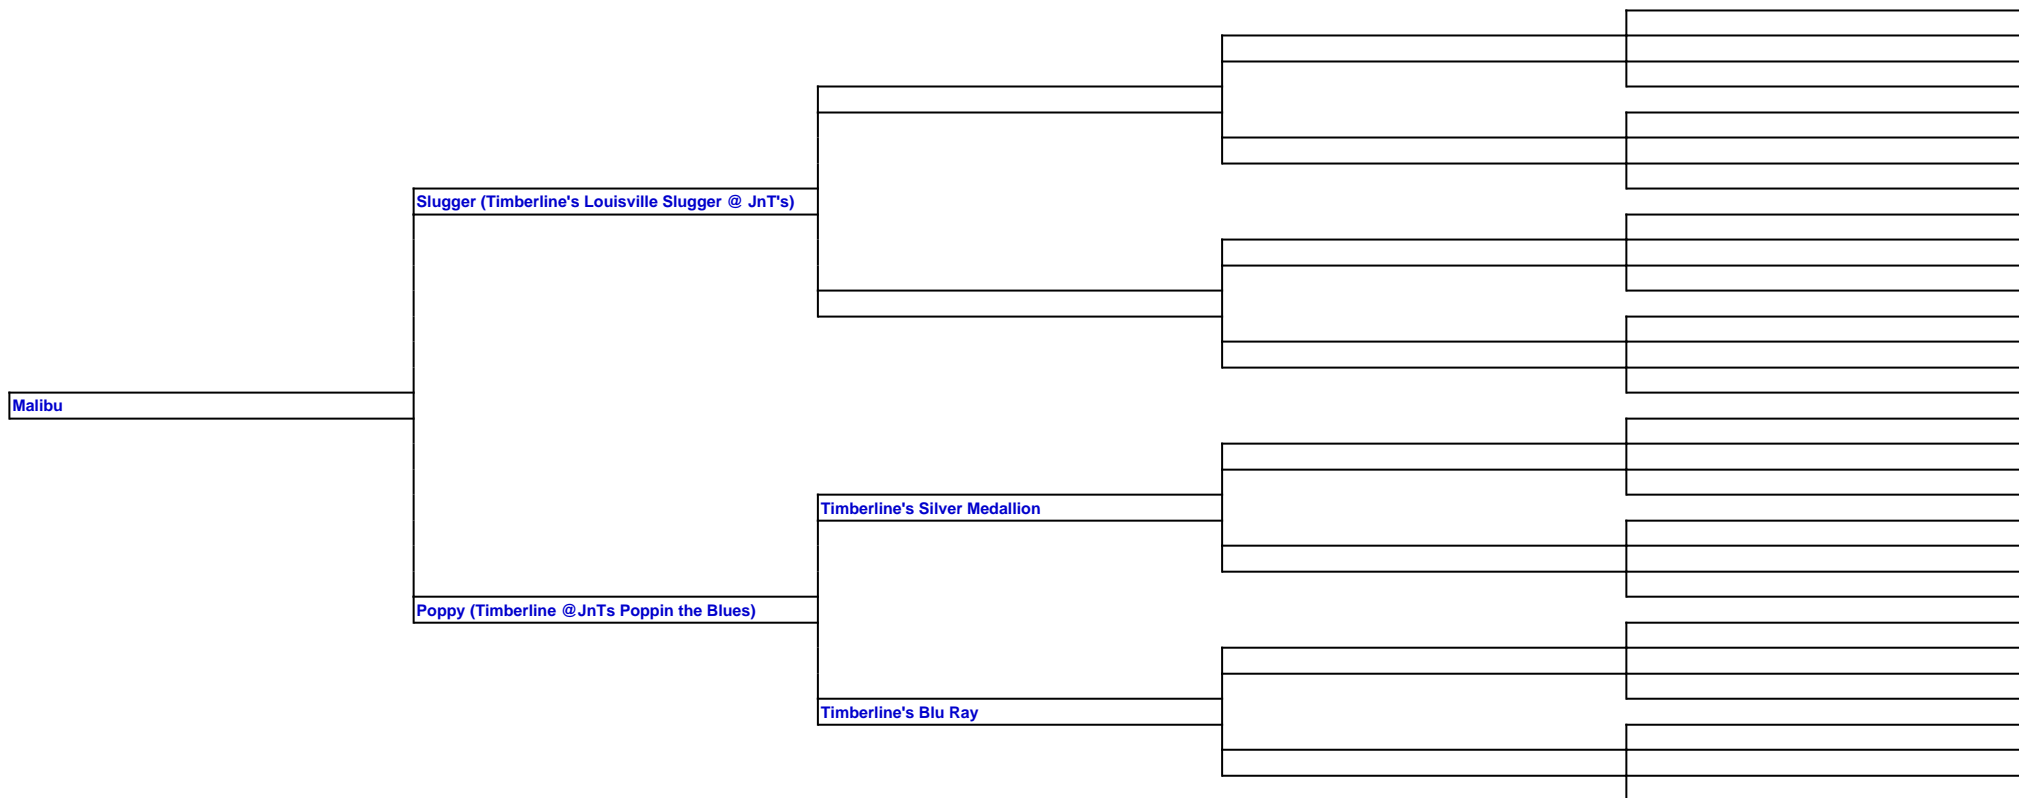 Slugger (Timberline's Louisville Slugger @ JnT's)
Malibu
Timberline's Silver Medallion
Poppy (Timberline @JnTs Poppin the Blues)
Timberline's Blu Ray